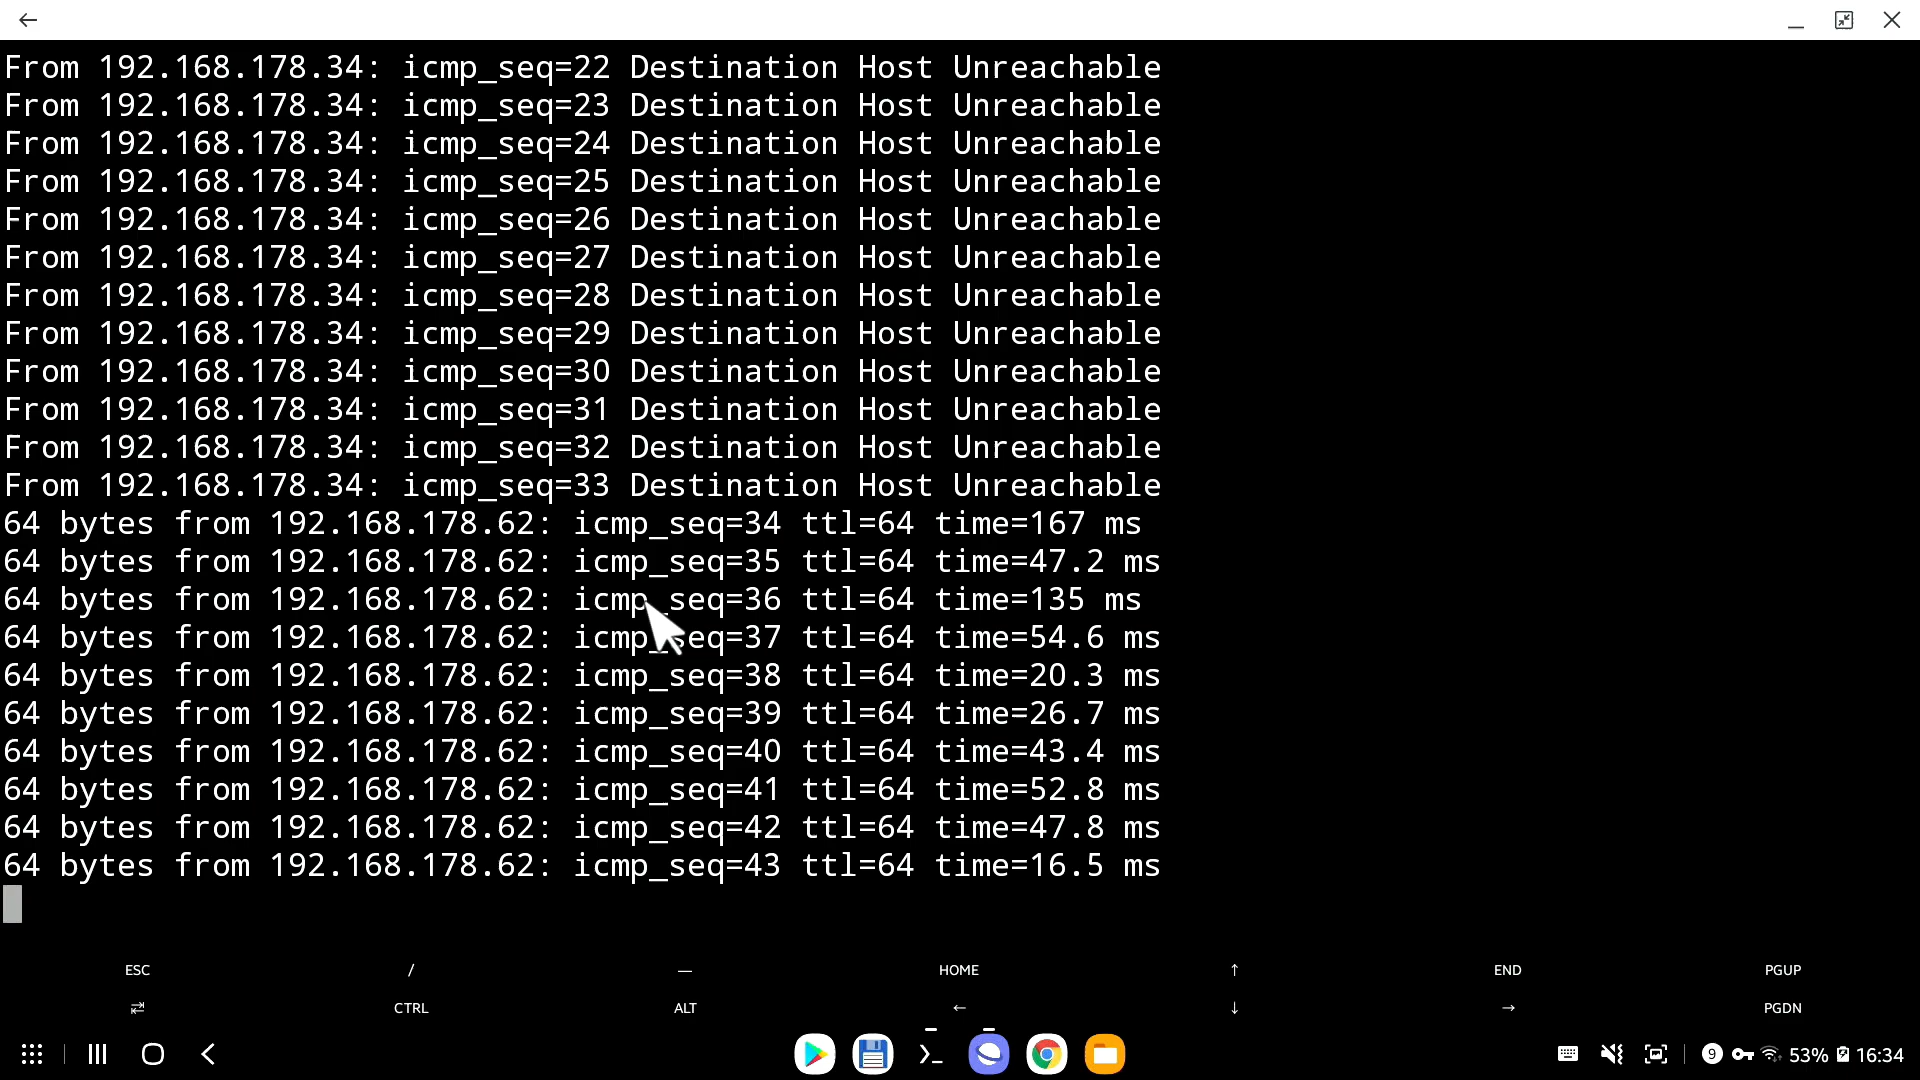 From 192.168.178.34: icmp_seq=22 Destination Host Unreachable
From 192.168.178.34: icmp_seq=23 Destination Host Unreachable
From 192.168.178.34: icmp_seq=24 Destination Host Unreachable
From 192.168.178.34: icmp_seq=25 Destination Host Unreachable
From 192.168.178.34: icmp_seq=26 Destination Host Unreachable
From 192.168.178.34: icmp_seq=27 Destination Host Unreachable
From 192.168.178.34: icmp_seq=28 Destination Host Unreachable
From 192.168.178.34: icmp_seq=29 Destination Host Unreachable
From 192.168.178.34: icmp_seq=30 Destination Host Unreachable
From 192.168.178.34: icmp_seq=31 Destination Host Unreachable
From 192.168.178.34: icmp_seq=32 Destination Host Unreachable
From 192.168.178.34: icmp_seq=33 Destination Host Unreachable
64 bytes from 192.168.178.62: icmp_seq=34 ttl=64 time=167 ms
64 bytes from 192.168.178.62: icmp_seq=35 ttl=64 time=47.2 ms
64 bytes from 192.168.178.62: icmp_seq=36 ttl=64 time=135 ms
64 bytes from 192.168.178.62: icmp_seq=37 ttl=64 time=54.6 ms
64 bytes from 192.168.178.62: icmp_seq=38 ttl=64 time=20.3 ms
64 bytes from 192.168.178.62: icmp_seq=39 ttl=64 time=26.7 ms
64 bytes from 192.168.178.62: icmp_seq=40 ttl=64 time=43.4 ms
64 bytes from 192.168.178.62: icmp_seq=41 ttl=64 time=52.8 ms
64 bytes from 192.168.178.62: icmp_seq=42 ttl=64 time=47.8 ms
64 bytes from 192.168.178.62: icmp_seq=43 ttl=64 time=16.5 ms
ESC / — HOME ↑ END PGUP
⇄ CTRL ALT ← ↓ → PGDN
9 53% 16:34